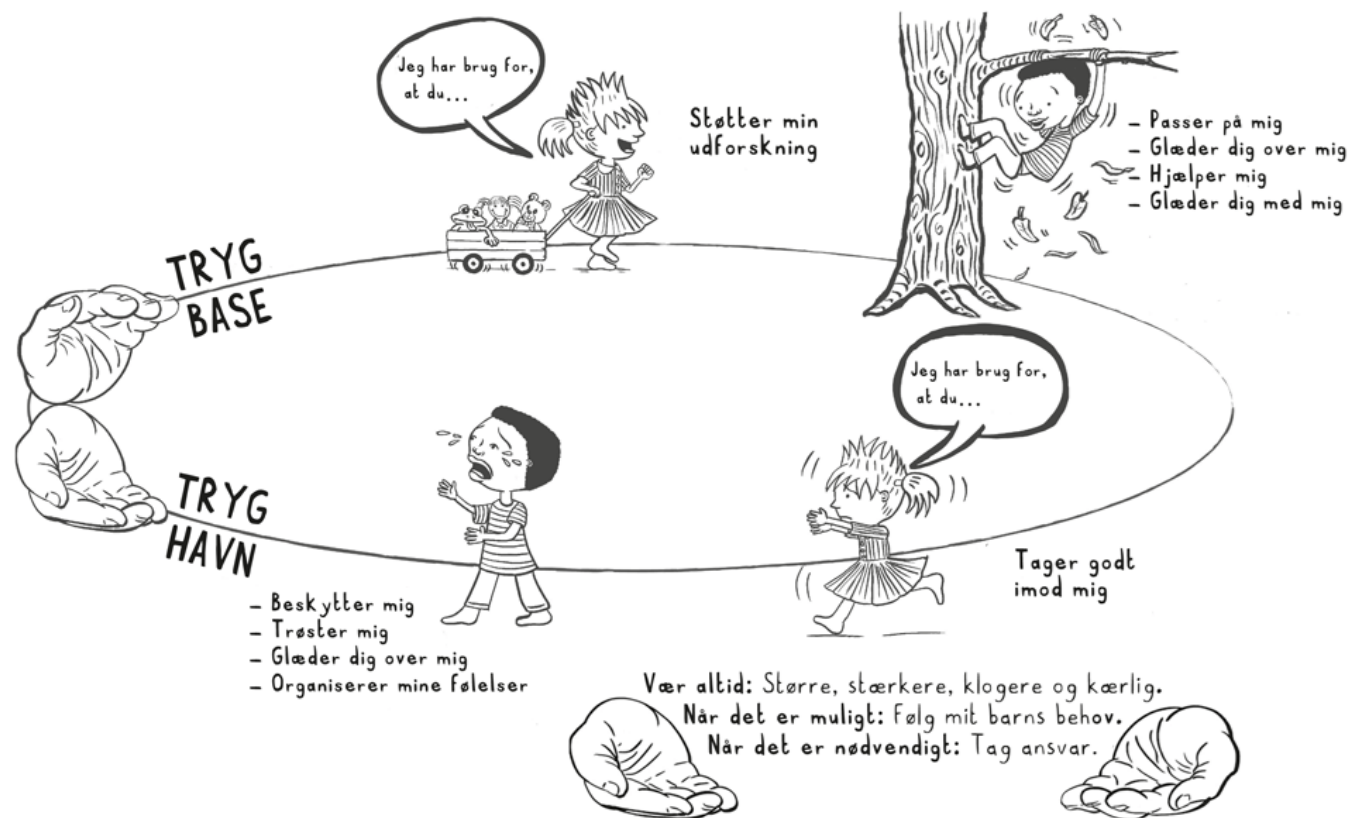 Jeg har brug for,
at du...
Støtter min
udforskning
- Passer på mig
- Glæder dig over mig
- Hjælper mig
- Glæder dig med mig
TRYG
BASE
Jeg har brug for,
at du...
TRYG
HAVN
Tager godt
imod mig
- Beskytter mig
- Trøster mig
- Glæder dig over mig
- Organiserer mine følelser
Vær altid: Større, stærkere, klogere og kærlig.
Når det er muligt: Følg mit barns behov.
Når det er nødvendigt: Tag ansvar.